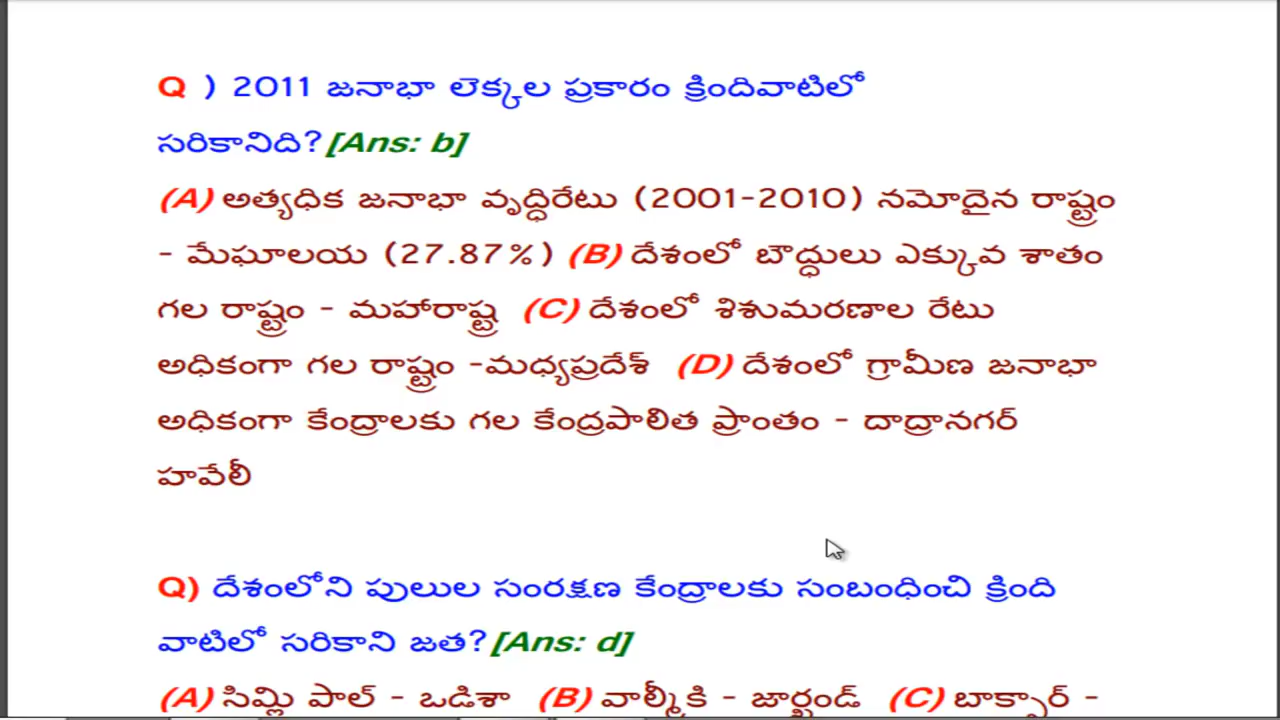 Q ) 2011 జనాభా లెక్కల ప్రకారం క్రిందివాటిలో
సరికానిది? [Ans: b]
(A) అత్యధిక జనాభా వృద్ధిరేటు (2001-2010) నమోదైన రాష్ట్రం
- మేఘాలయ (27.87%) (B) దేశంలో బౌద్ధులు ఎక్కువ శాతం
గల రాష్ట్రం - మహారాష్ట్ర (C) దేశంలో శిశుమరణాల రేటు
అధికంగా గల రాష్ట్రం -మధ్యప్రదేశ్ (D) దేశంలో గ్రామీణ జనాభా
అధికంగా కేంద్రాలకు గల కేంద్రపాలిత ప్రాంతం - దాద్రానగర్
హవేలీ
Q) దేశంలోని పులుల సంరక్షణ కేంద్రాలకు సంబంధించి క్రింది
వాటిలో సరికాని జత? [Ans: d]
(A) సిమ్లి పాల్ - ఒడిశా (B) వాల్మీకి - జార్ఖండ్ (C) బాక్సార్ -